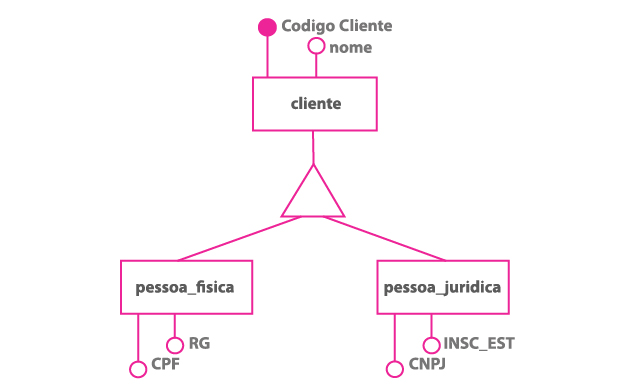 Codigo Cliente
nome
cliente
pessoa_fisica
pessoa_juridica
RG
INSC_EST
CPF
CNPJ